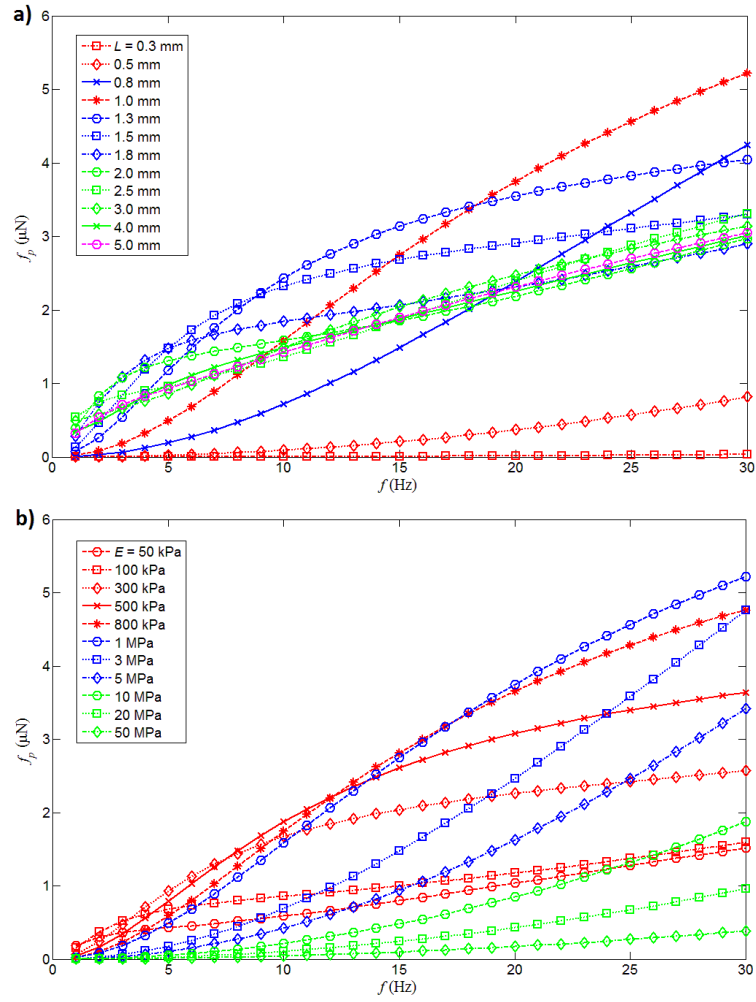 a)
6
5
4
3
2
1
0
f_p (µN)
L = 0.3 mm
0.5 mm
0.8 mm
1.0 mm
1.3 mm
1.5 mm
1.8 mm
2.0 mm
2.5 mm
3.0 mm
4.0 mm
5.0 mm
0 5 10 15 20 25 30
f (Hz)
b)
6
5
4
3
2
1
0
f_p (µN)
E = 50 kPa
100 kPa
300 kPa
500 kPa
800 kPa
1 MPa
3 MPa
5 MPa
10 MPa
20 MPa
50 MPa
0 5 10 15 20 25 30
f (Hz)